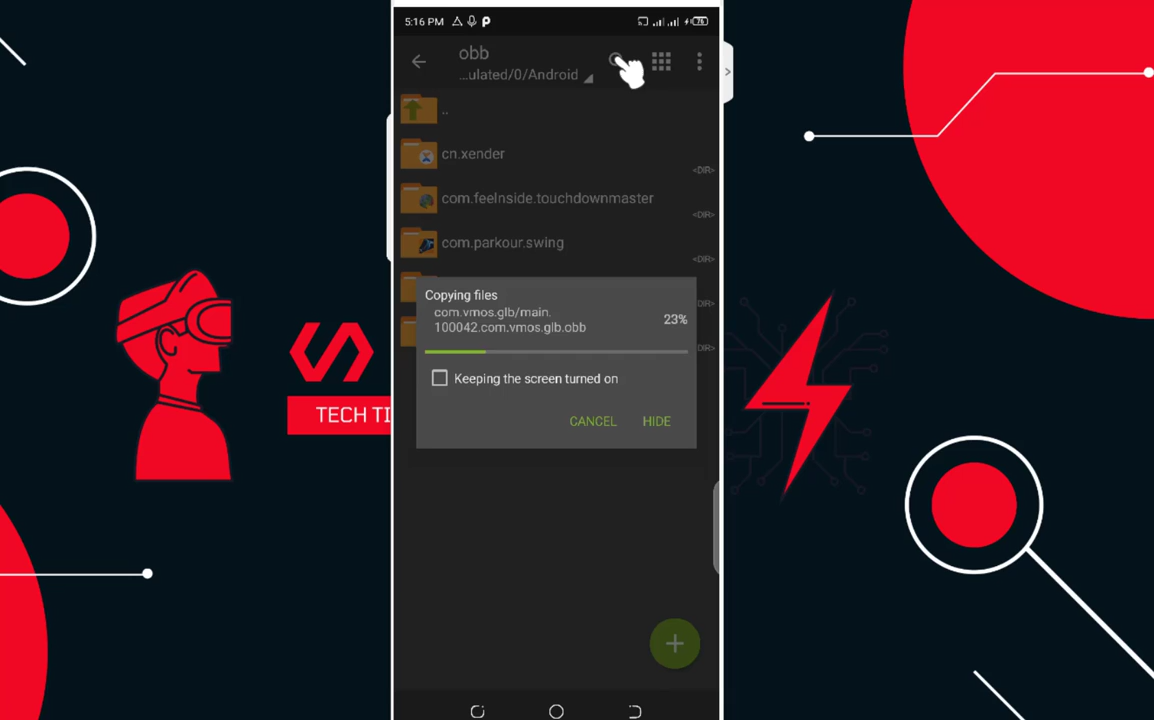 5:16 PM
76
obb
...ulated/0/Android
..
cn.xender
<DIR>
com.feelnside.touchdownmaster
<DIR>
com.parkour.swing
<DIR>
Copying files
com.vmos.glb/main.
100042.com.vmos.glb.obb
23%
DIR>
DIR>
Keeping the screen turned on
CANCEL
HIDE
TECH TI